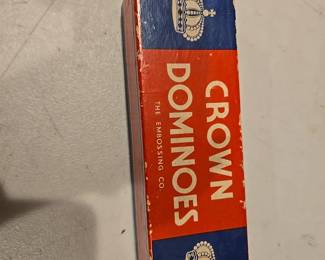 CROWN
DOMINOES
THE EMBOSSING CO.